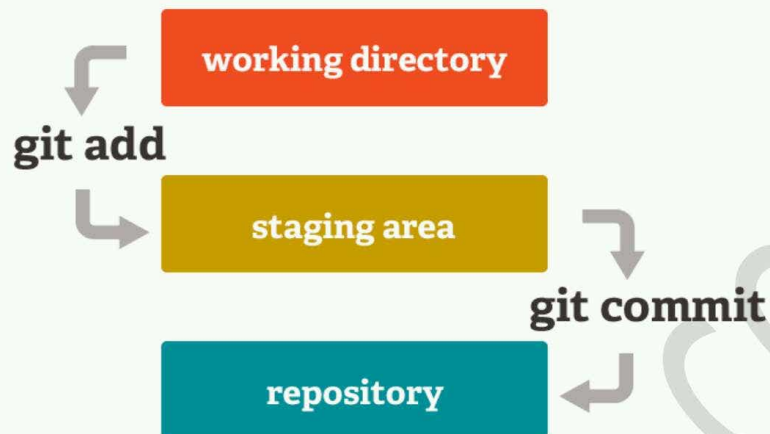 working directory
git add
staging area
git commit
repository